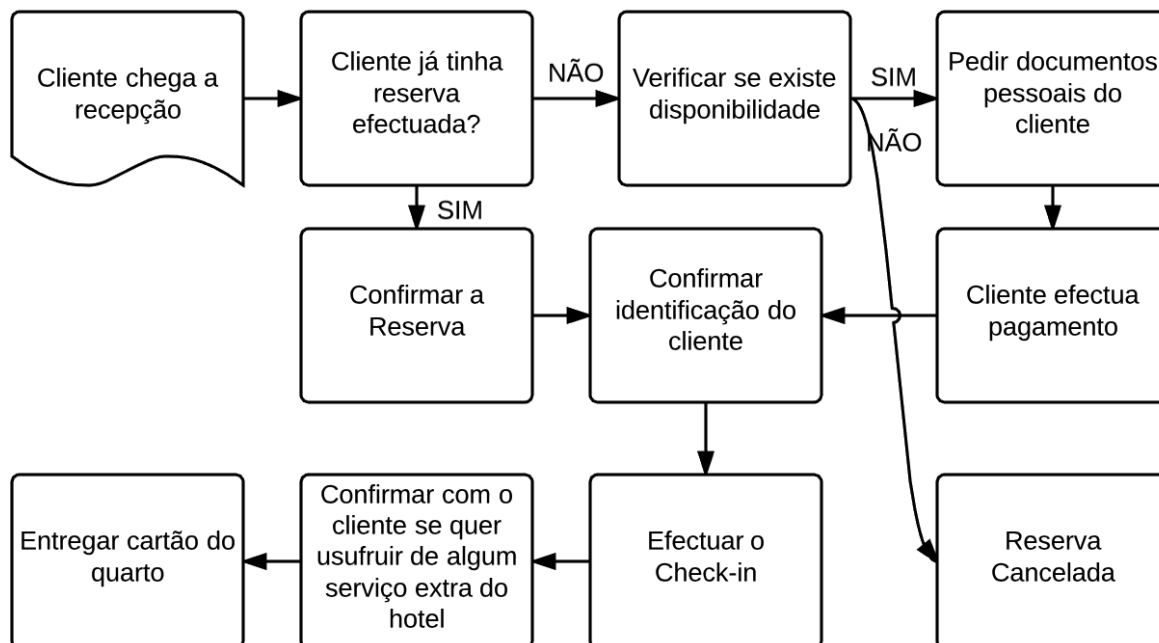 Cliente chega a
recepção
Cliente já tinha
reserva
efectuada?
NÃO
Verificar se existe
disponibilidade
SIM
NÃO
Pedir documentos
pessoais do
cliente
SIM
Confirmar a
Reserva
Confirmar
identificação do
cliente
Cliente efectua
pagamento
Entregar cartão do
quarto
Confirmar com o
cliente se quer
usufruir de algum
serviço extra do
hotel
Efectuar o
Check-in
Reserva
Cancelada